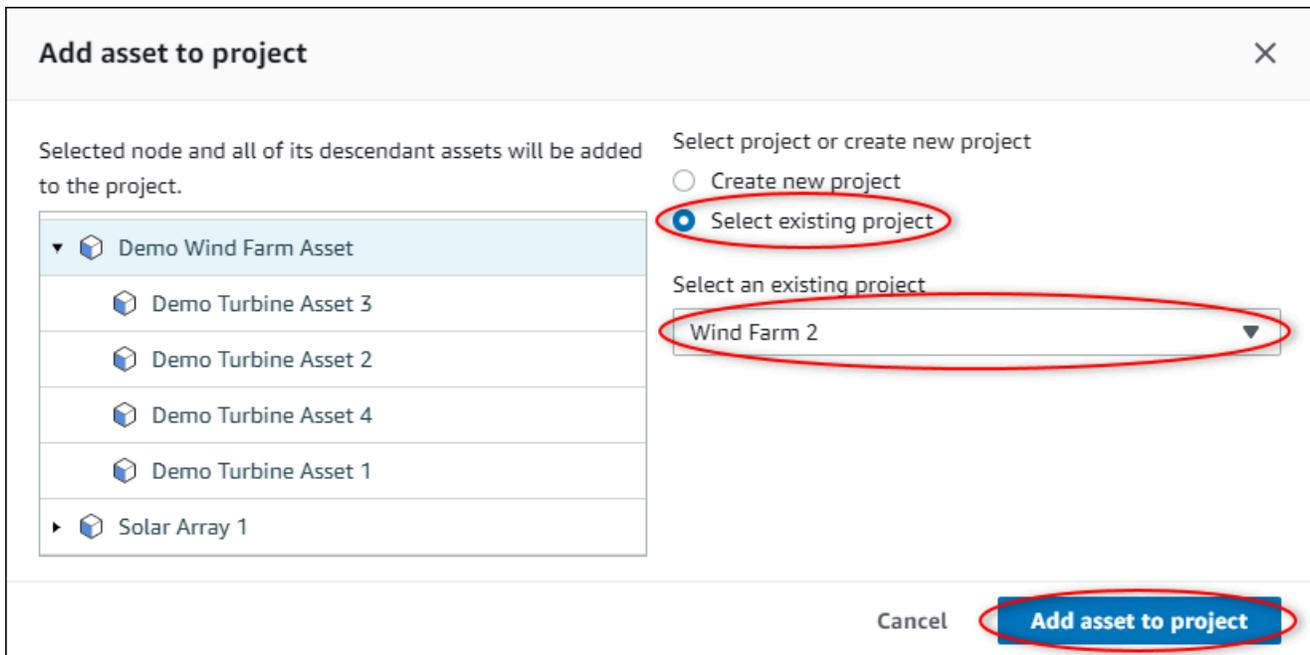 Add asset to project
Selected node and all of its descendant assets will be added
to the project.
Demo Wind Farm Asset
Demo Turbine Asset 3
Demo Turbine Asset 2
Demo Turbine Asset 4
Demo Turbine Asset 1
Solar Array 1
Select project or create new project
Create new project
Select existing project
Select an existing project
Wind Farm 2
Cancel
Add asset to project